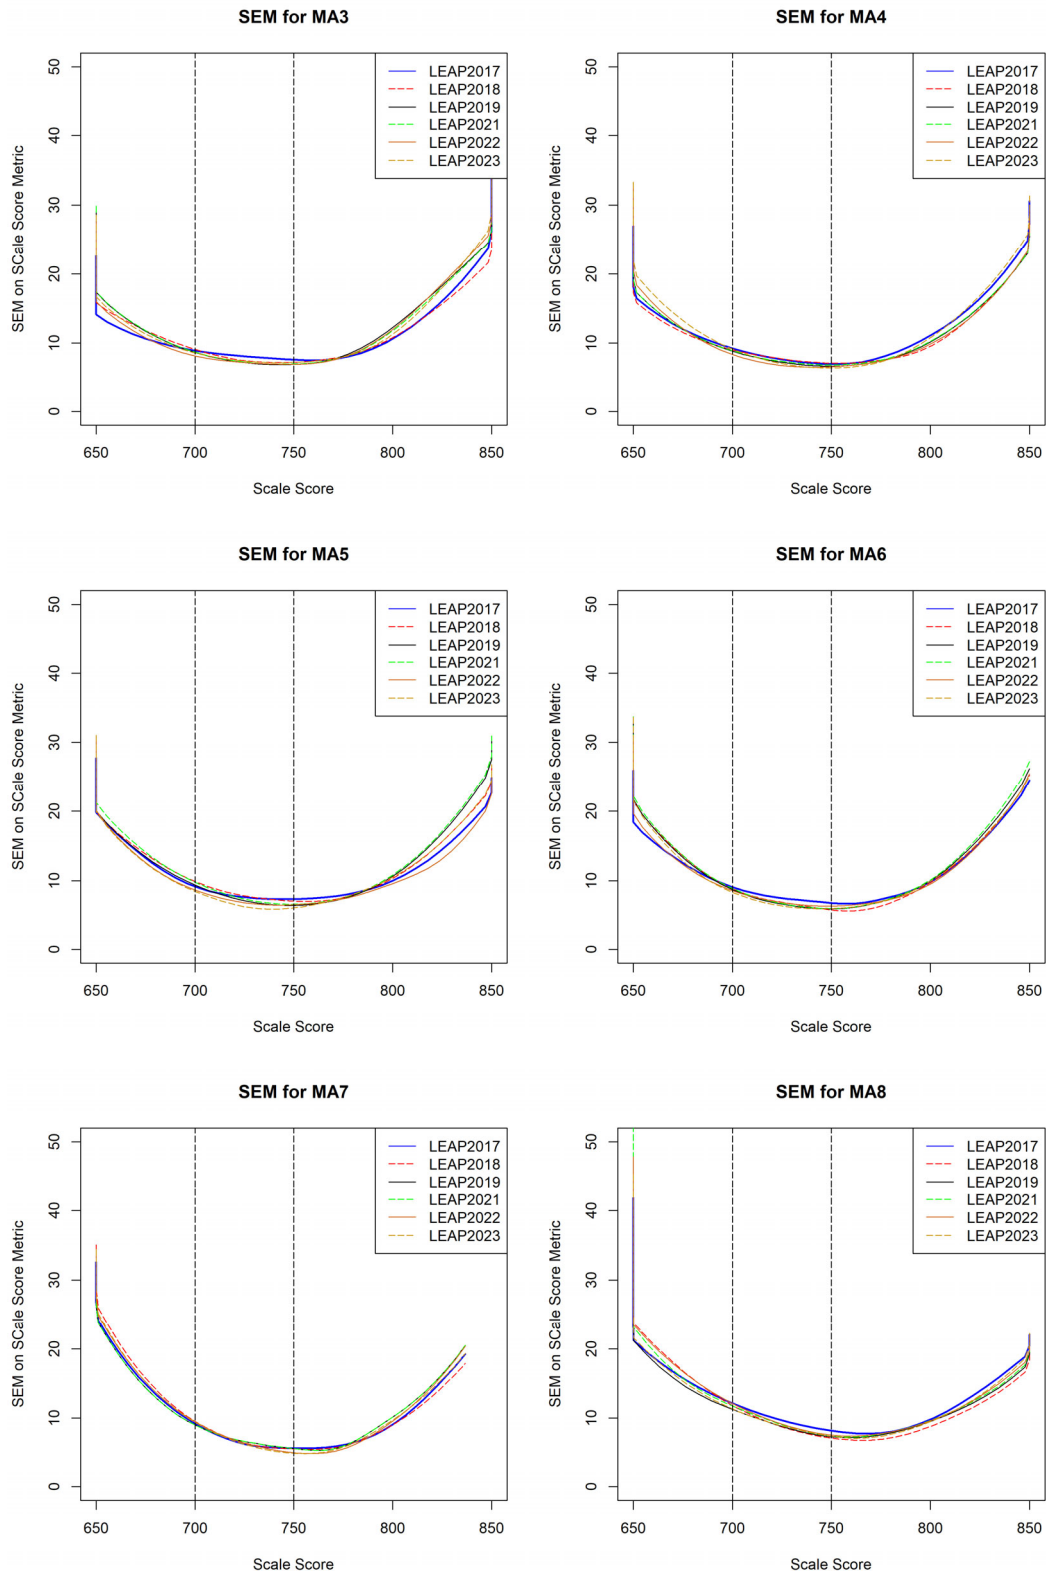 SEM for MA3
SEM on SCale Score Metric
50
40
30
20
10
0
LEAP2017
LEAP2018
LEAP2019
LEAP2021
LEAP2022
LEAP2023
650 700 750 800 850
Scale Score
SEM for MA4
SEM on SCale Score Metric
50
40
30
20
10
0
LEAP2017
LEAP2018
LEAP2019
LEAP2021
LEAP2022
LEAP2023
650 700 750 800 850
Scale Score
SEM for MA5
SEM on SCale Score Metric
50
40
30
20
10
0
LEAP2017
LEAP2018
LEAP2019
LEAP2021
LEAP2022
LEAP2023
650 700 750 800 850
Scale Score
SEM for MA6
SEM on SCale Score Metric
50
40
30
20
10
0
LEAP2017
LEAP2018
LEAP2019
LEAP2021
LEAP2022
LEAP2023
650 700 750 800 850
Scale Score
SEM for MA7
SEM on SCale Score Metric
50
40
30
20
10
0
LEAP2017
LEAP2018
LEAP2019
LEAP2021
LEAP2022
LEAP2023
650 700 750 800 850
Scale Score
SEM for MA8
SEM on SCale Score Metric
50
40
30
20
10
0
LEAP2017
LEAP2018
LEAP2019
LEAP2021
LEAP2022
LEAP2023
650 700 750 800 850
Scale Score